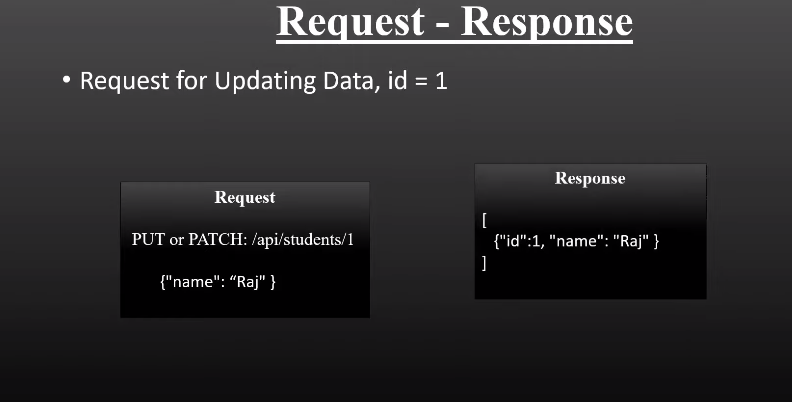 Request - Response
• Request for Updating Data, id = 1
Request
PUT or PATCH: /api/students/1
{"name": “Raj" }
Response
[
{"id":1, "name": "Raj" }
]